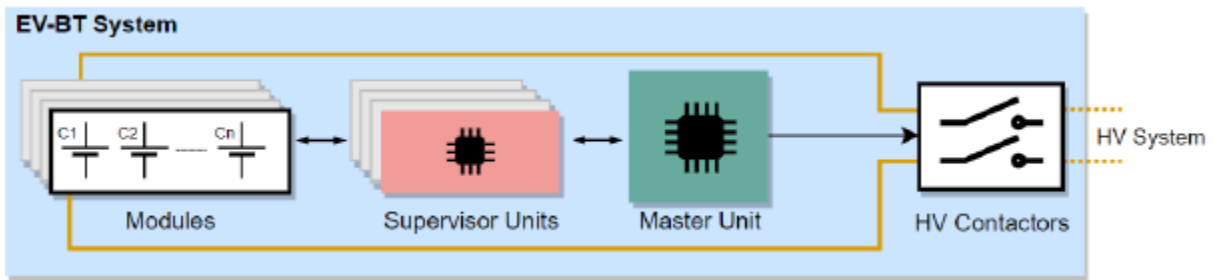 EV-BT System
C1
C2
Cn
HV System
Modules
Supervisor Units
Master Unit
HV Contactors